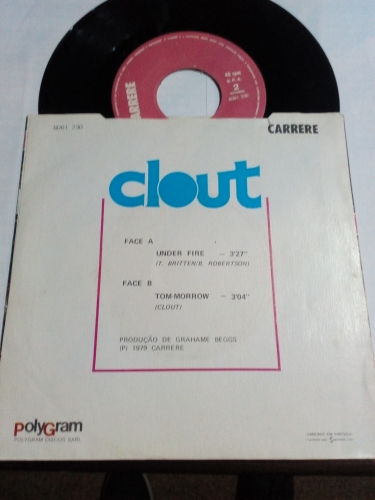 CARRERE
45 RPM
2
6061 230
CARRERE
clout
FACE A
UNDER FIRE — 3'27"
(T. BRITTEN/B. ROBERTSON)
FACE B
TOM-MORROW — 3'04"
(CLOUT)
PRODUÇÃO DE GRAHAME BEGGS
(P) 1979 CARRERE
PolyGram
POLYGRAM DISCOS SARL